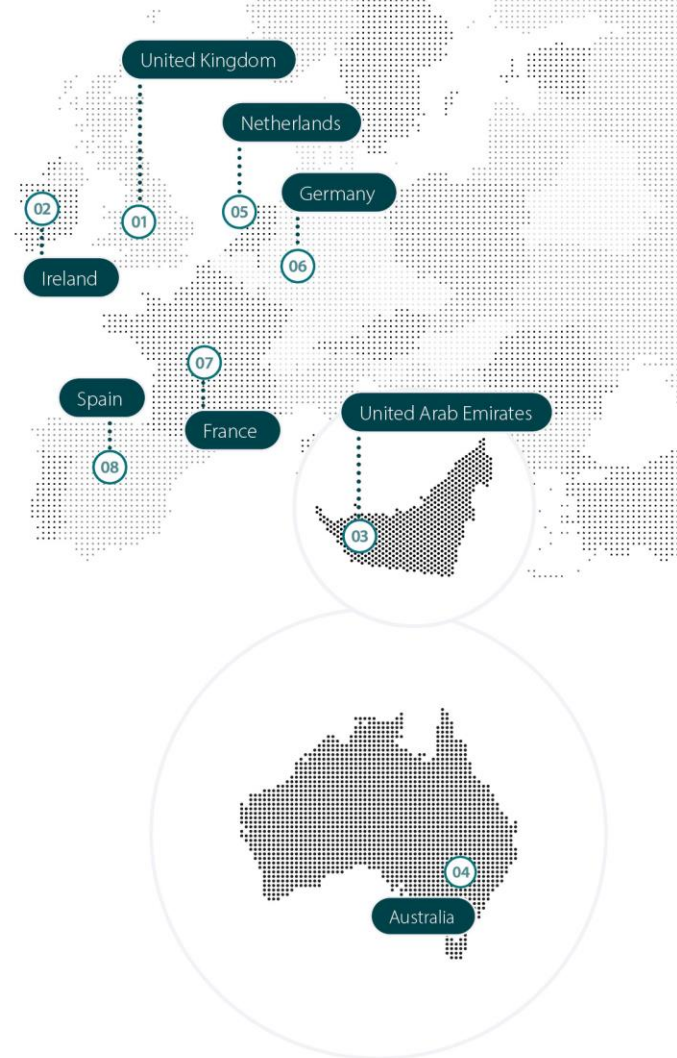 United Kingdom
Netherlands
Germany
02
01
05
06
Ireland
07
Spain
France
United Arab Emirates
08
03
04
Australia